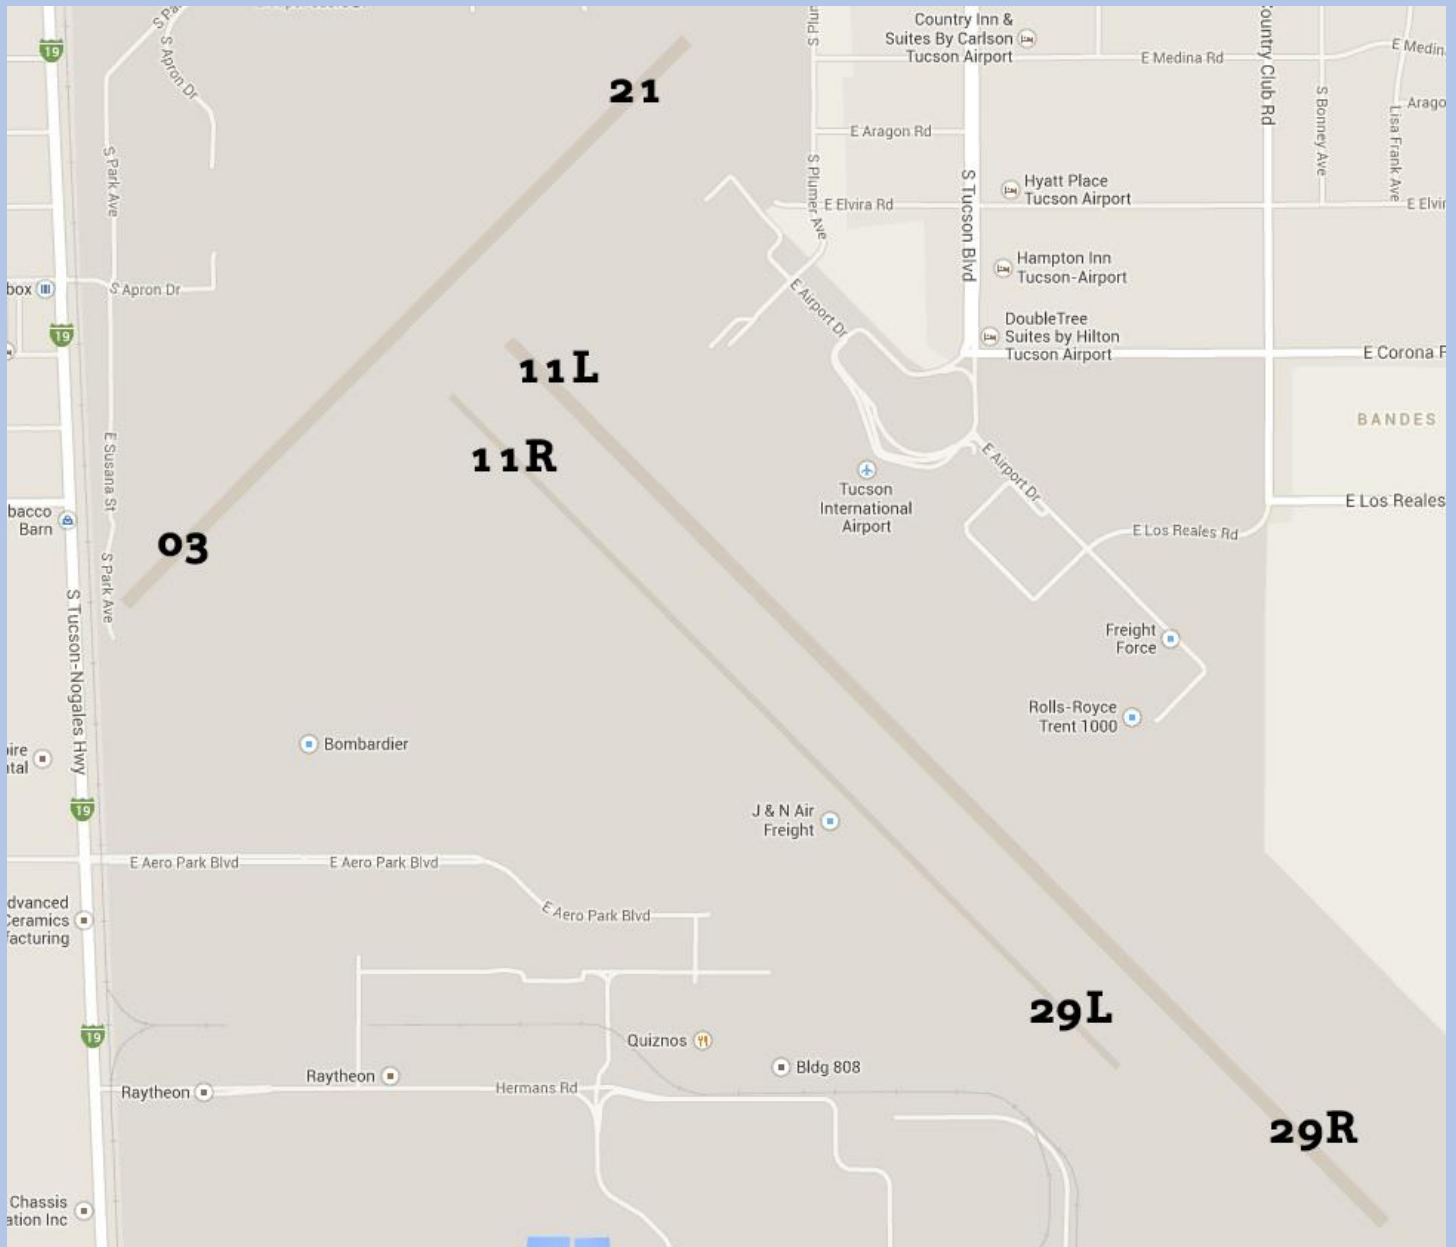 19
S Apron Dr
21
Country Inn &
Suites By Carlson
Tucson Airport
E Medina Rd
E Medin
Country Club Rd
S Bonney Ave
Arago
Lisa Frank Ave
E Aragon Rd
S Park Ave
S Plumer Ave
S Tucson Blvd
Hyatt Place
Tucson Airport
E Elvira Rd
E Elvir
Hampton Inn
Tucson-Airport
box
S Apron Dr
E Airport Dr
19
DoubleTree
Suites by Hilton
Tucson Airport
E Corona R
11L
BANDES
11R
E Susana St
E Airport Dr
Tucson
International
Airport
bacco
Barn
E Los Reales
E Los Reales Rd
03
S Park Ave
S Tucson-Nogales Hwy
Freight
Force
Rolls-Royce
Trent 1000
Bombardier
ire
tal
19
J & N Air
Freight
E Aero Park Blvd
E Aero Park Blvd
E Aero Park Blvd
dvanced
Ceramics
facturing
29L
19
Quiznos
Bldg 808
Raytheon
Raytheon
Hermans Rd
29R
Chassis
ation Inc